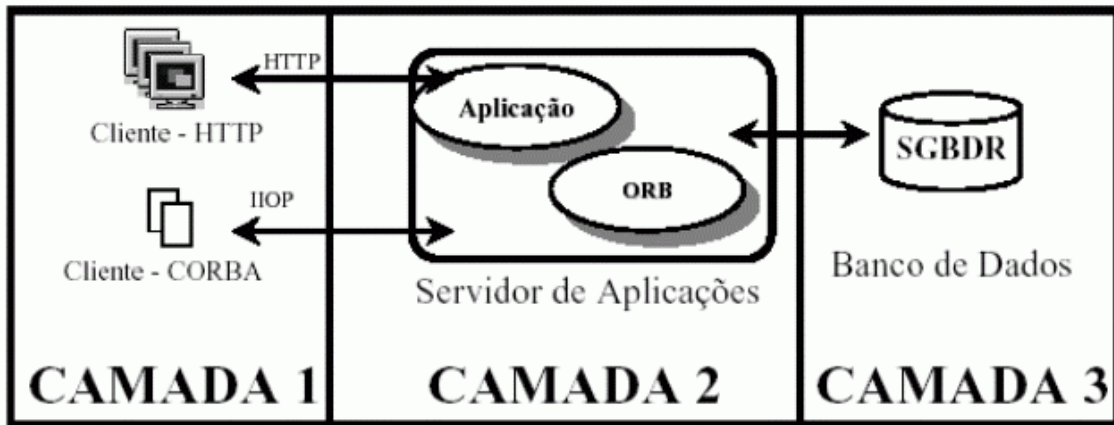 HTTP
Cliente - HTTP
IIOP
Cliente - CORBA
CAMADA 1
Aplicação
ORB
Servidor de Aplicações
CAMADA 2
SGBDR
Banco de Dados
CAMADA 3